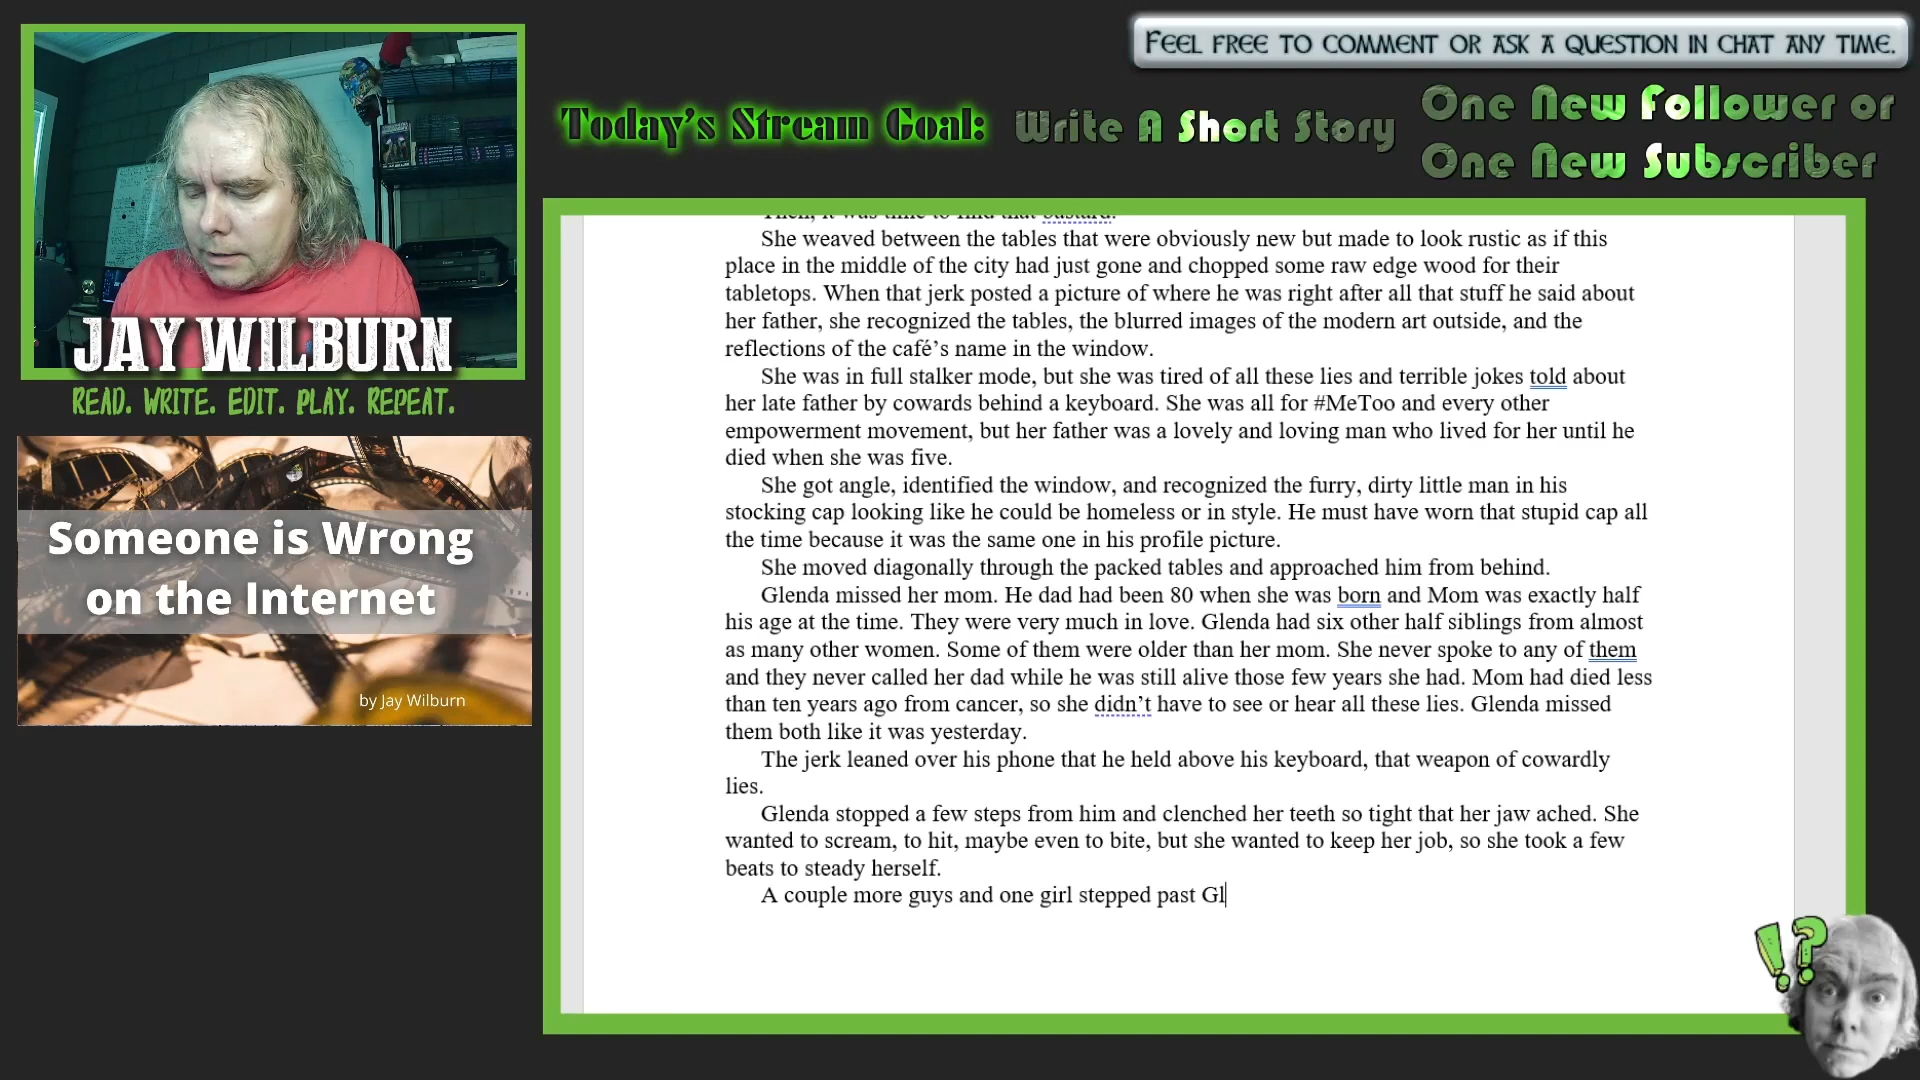 FEEL FREE TO COMMENT OR ASK A QUESTION IN CHAT ANY TIME.
Today's Stream Goal:
Write A Short Story
One New Follower or
One New Subscriber
JAY WILBURN
READ. WRITE. EDIT. PLAY. REPEAT.
Someone is Wrong
on the Internet
by Jay Wilburn
Then, it was time to find that bastard.
She weaved between the tables that were obviously new but made to look rustic as if this
place in the middle of the city had just gone and chopped some raw edge wood for their
tabletops. When that jerk posted a picture of where he was right after all that stuff he said about
her father, she recognized the tables, the blurred images of the modern art outside, and the
reflections of the café’s name in the window.
She was in full stalker mode, but she was tired of all these lies and terrible jokes told about
her late father by cowards behind a keyboard. She was all for #MeToo and every other
empowerment movement, but her father was a lovely and loving man who lived for her until he
died when she was five.
She got angle, identified the window, and recognized the furry, dirty little man in his
stocking cap looking like he could be homeless or in style. He must have worn that stupid cap all
the time because it was the same one in his profile picture.
She moved diagonally through the packed tables and approached him from behind.
Glenda missed her mom. He dad had been 80 when she was born and Mom was exactly half
his age at the time. They were very much in love. Glenda had six other half siblings from almost
as many other women. Some of them were older than her mom. She never spoke to any of them
and they never called her dad while he was still alive those few years she had. Mom had died less
than ten years ago from cancer, so she didn’t have to see or hear all these lies. Glenda missed
them both like it was yesterday.
The jerk leaned over his phone that he held above his keyboard, that weapon of cowardly
lies.
Glenda stopped a few steps from him and clenched her teeth so tight that her jaw ached. She
wanted to scream, to hit, maybe even to bite, but she wanted to keep her job, so she took a few
beats to steady herself.
A couple more guys and one girl stepped past Gl
!?